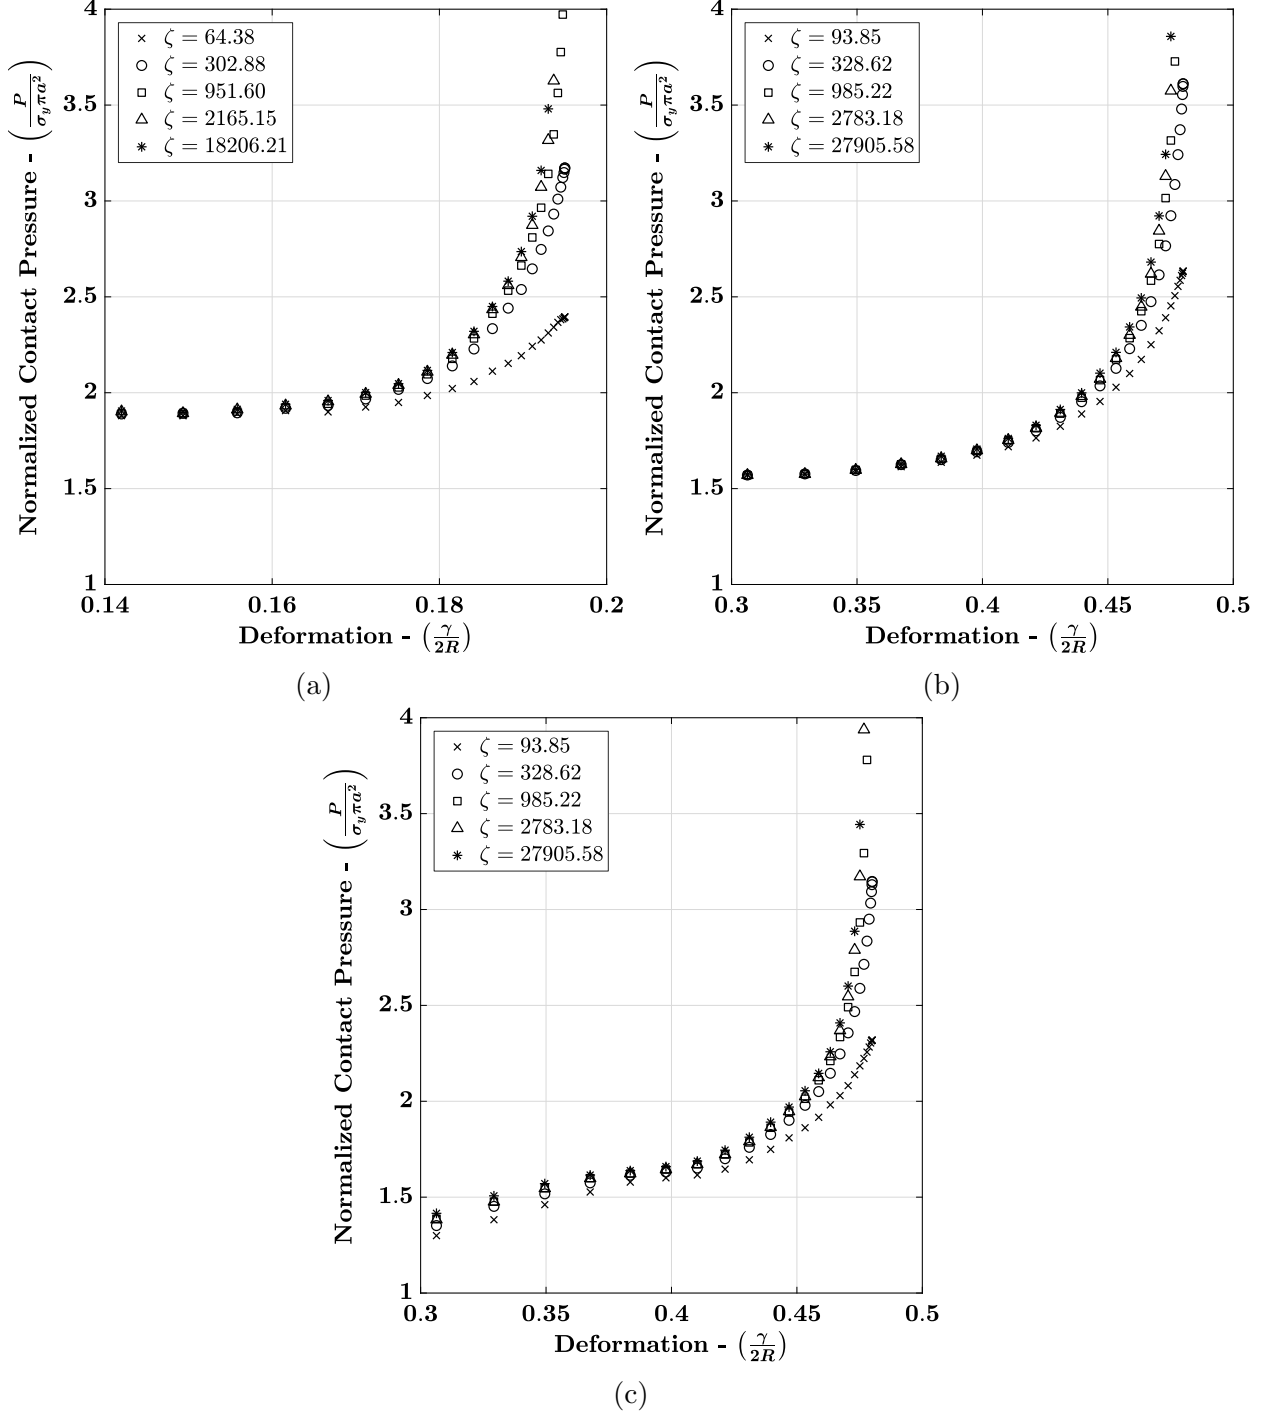 4
3.5
3
2.5
2
1.5
1
0.14 0.16 0.18 0.2
Normalized Contact Pressure - (P/σ_yπa²)
Deformation - (γ/2R)
ζ = 64.38
ζ = 302.88
ζ = 951.60
ζ = 2165.15
ζ = 18206.21
(a)
4
3.5
3
2.5
2
1.5
1
0.3 0.35 0.4 0.45 0.5
Normalized Contact Pressure - (P/σ_yπa²)
Deformation - (γ/2R)
ζ = 93.85
ζ = 328.62
ζ = 985.22
ζ = 2783.18
ζ = 27905.58
(b)
4
3.5
3
2.5
2
1.5
1
0.3 0.35 0.4 0.45 0.5
Normalized Contact Pressure - (P/σ_yπa²)
Deformation - (γ/2R)
ζ = 93.85
ζ = 328.62
ζ = 985.22
ζ = 2783.18
ζ = 27905.58
(c)